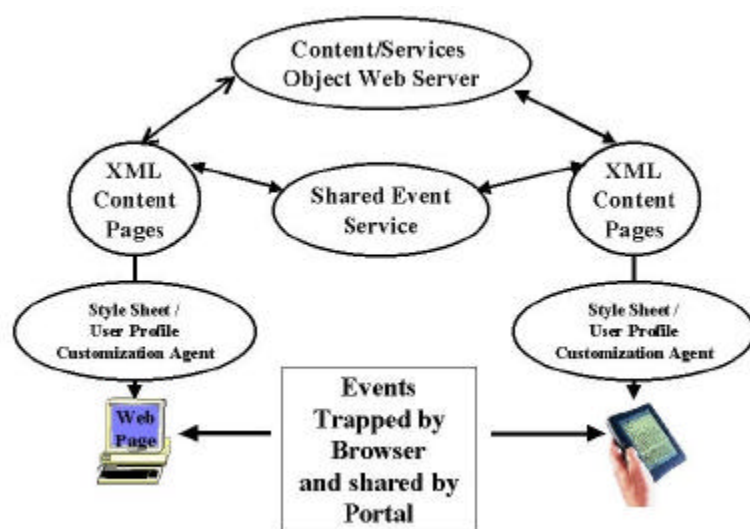 Content/Services
Object Web Server
XML
Content
Pages
Shared Event
Service
XML
Content
Pages
Style Sheet /
User Profile
Customization Agent
Style Sheet /
User Profile
Customization Agent
Web
Page
Events
Trapped by
Browser
and shared by
Portal